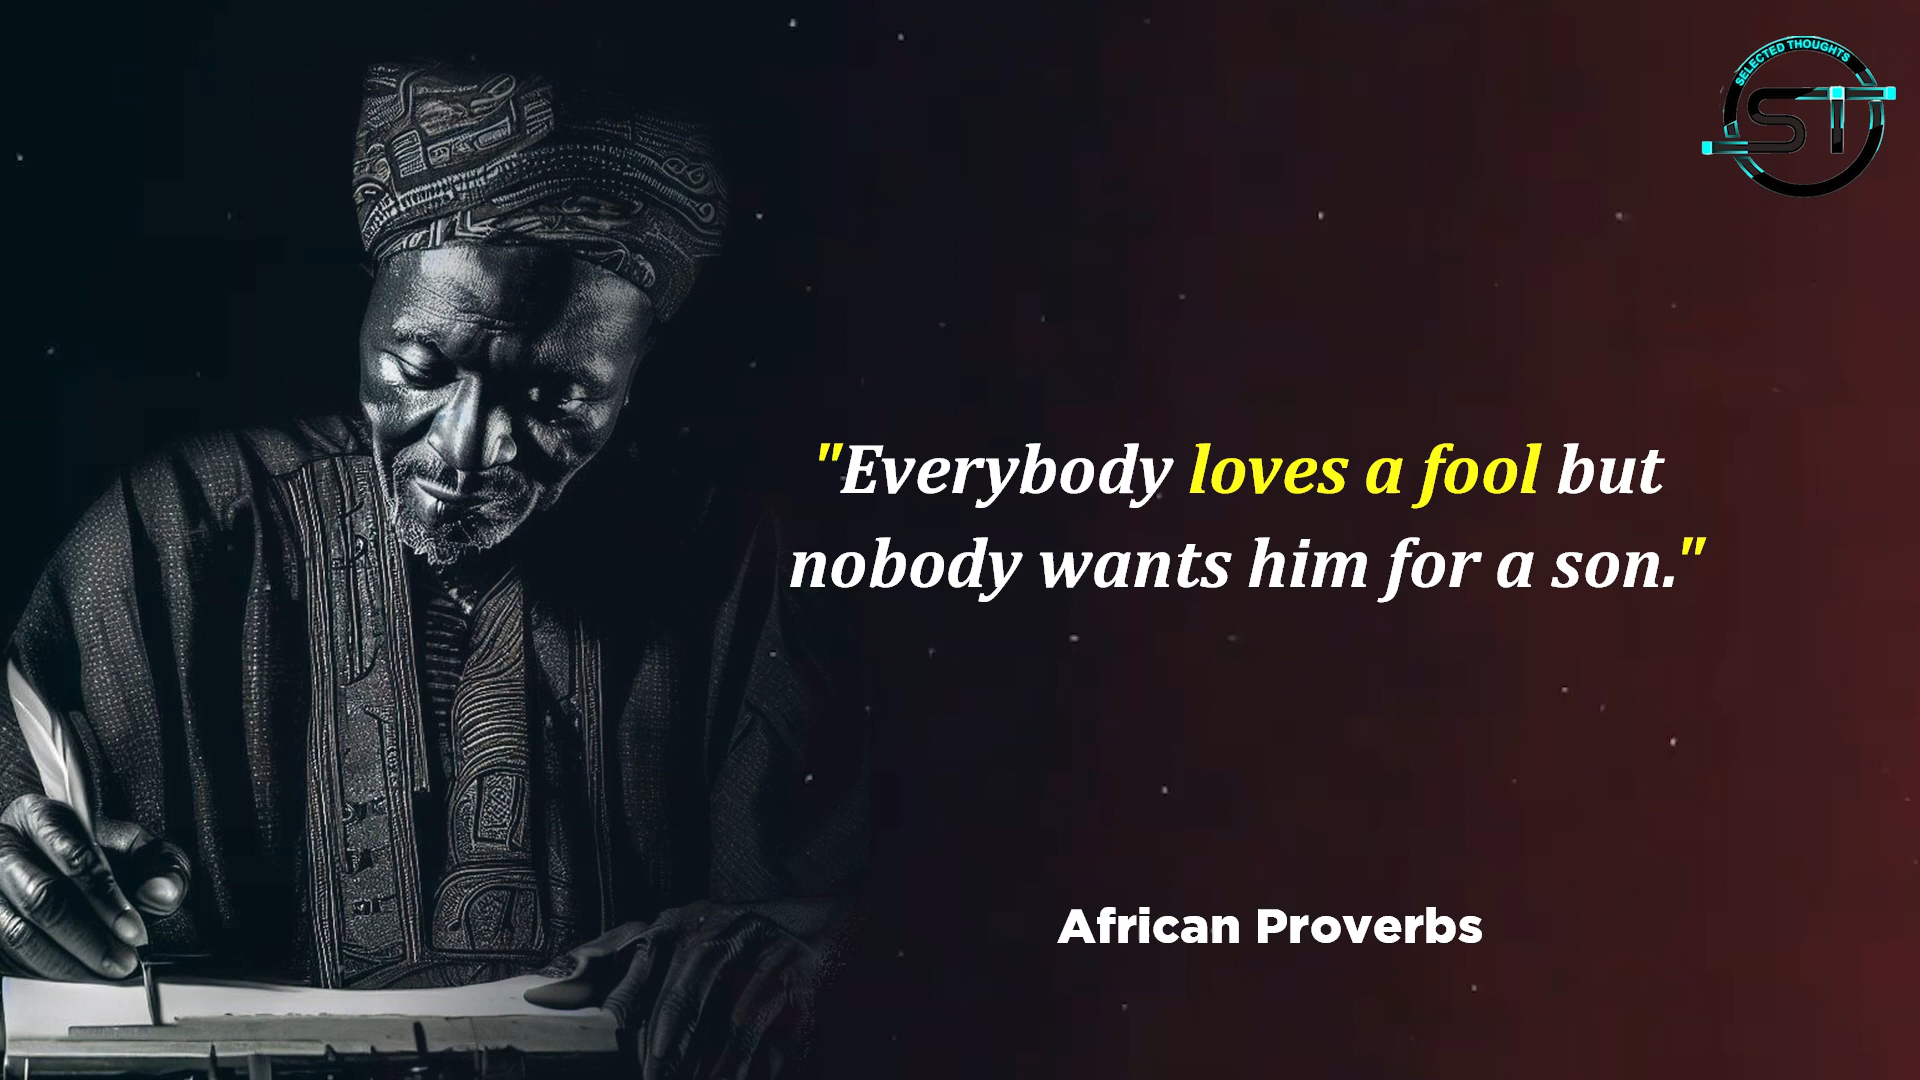 SELECTED THOUGHTS
ST
"Everybody loves a fool but
nobody wants him for a son."
African Proverbs